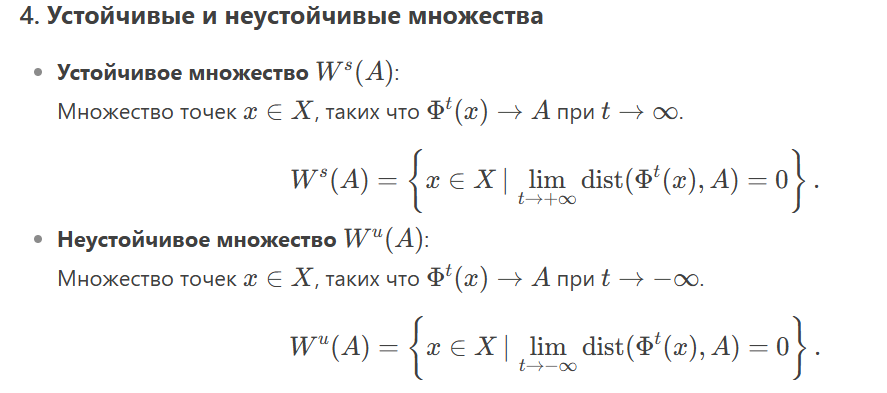 4. Устойчивые и неустойчивые множества
• Устойчивое множество $W^s(A)$:
Множество точек $x \in X$, таких что $\Phi^t(x) \to A$ при $t \to \infty$.
$W^s(A) = \left\{ x \in X \mid \lim_{t \to +\infty} \text{dist}(\Phi^t(x), A) = 0 \right\}.$
• Неустойчивое множество $W^u(A)$:
Множество точек $x \in X$, таких что $\Phi^t(x) \to A$ при $t \to -\infty$.
$W^u(A) = \left\{ x \in X \mid \lim_{t \to -\infty} \text{dist}(\Phi^t(x), A) = 0 \right\}.$